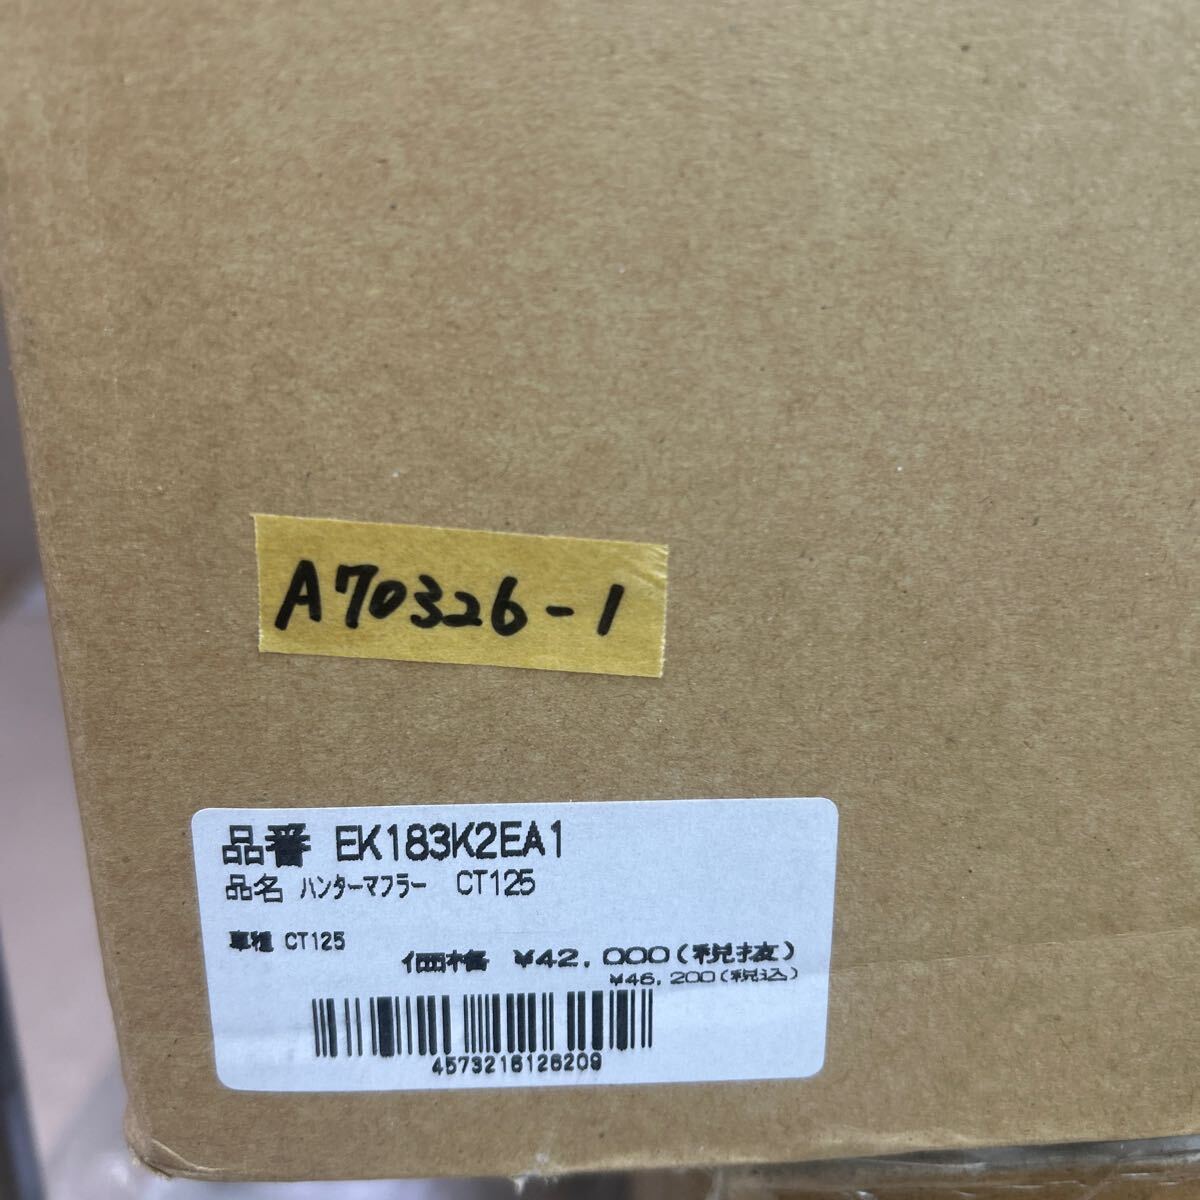 A70326-1
品番 EK183K2EA1
品名 ハンターマフラー CT125
車種 CT125
価格 ¥42,000(税抜)
¥46,200(税込)
4573216126209